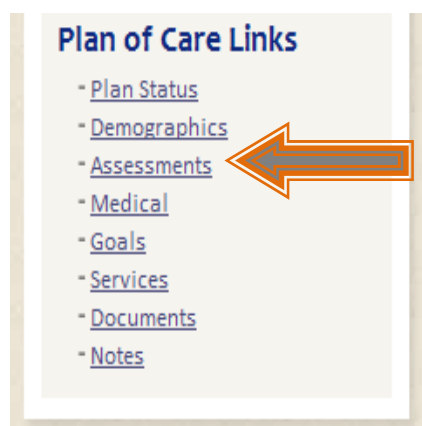 Plan of Care Links
- Plan Status
- Demographics
- Assessments
- Medical
- Goals
- Services
- Documents
- Notes